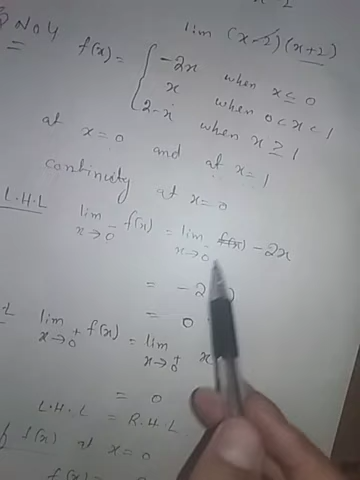 lim (x-2)(x+2)
No 4
f(x) = { -2x when x ≤ 0
x when 0 < x < 1
2-x when x ≥ 1
at x=0 and at x=1
continuity at x=0
L.H.L lim x→0⁻ f(x) = lim x→0⁻ -2x
= -2
= 0
lim x→0⁺ f(x) = lim x→0⁺ x
= 0
L.H.L = R.H.L
f(x) at x=0